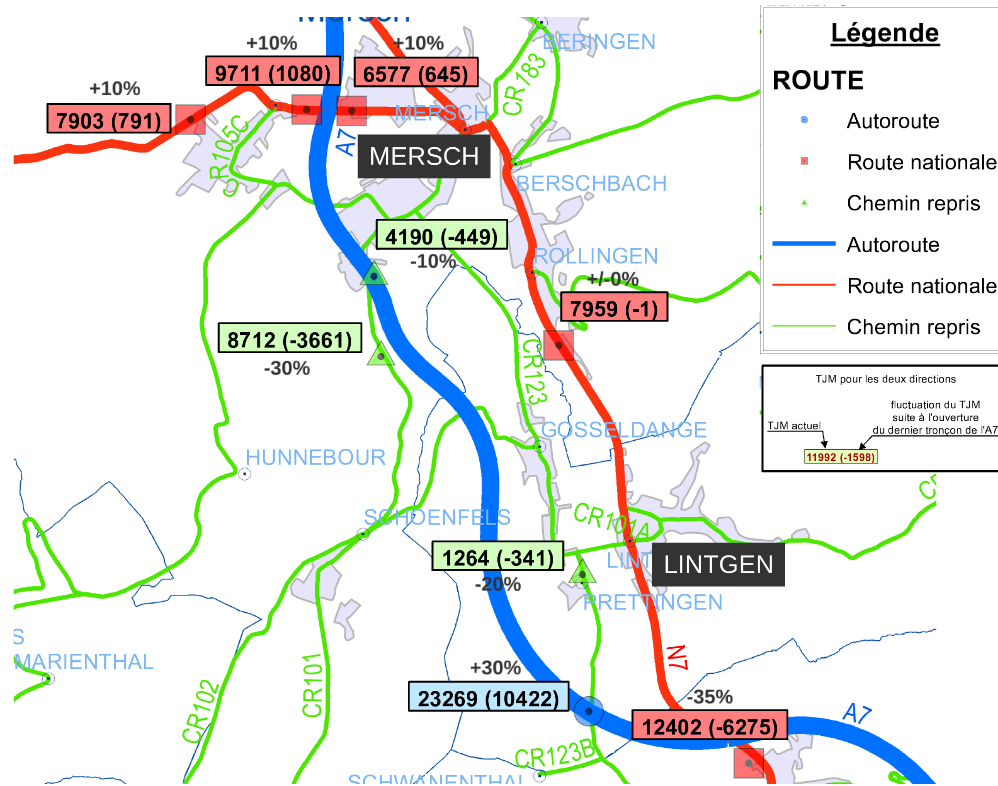 +10%
+10%
9711 (1080)
6577 (645)
+10%
7903 (791)
BERINGEN
CR183
MERSCH
A7
MERSCH
CR105C
BERSCHBACH
4190 (-449)
-10%
ROLLINGEN
+/-0%
7959 (-1)
8712 (-3661)
-30%
CR123
GOSSELDANGE
HUNNEBOUR
SCHOENFELS
CR101A
1264 (-341)
-20%
LINTGEN
PRETTINGEN
S
MARIENTHAL
N7
+30%
-35%
23269 (10422)
12402 (-6275)
A7
CR102
CR101
CR123B
SCHWANENTHAL
Légende
ROUTE
Autoroute
Route nationale
Chemin repris
Autoroute
Route nationale
Chemin repris
TJM pour les deux directions
fluctuation du TJM
suite à l'ouverture
du dernier tronçon de l'A7
TJM actuel
11992 (-1598)